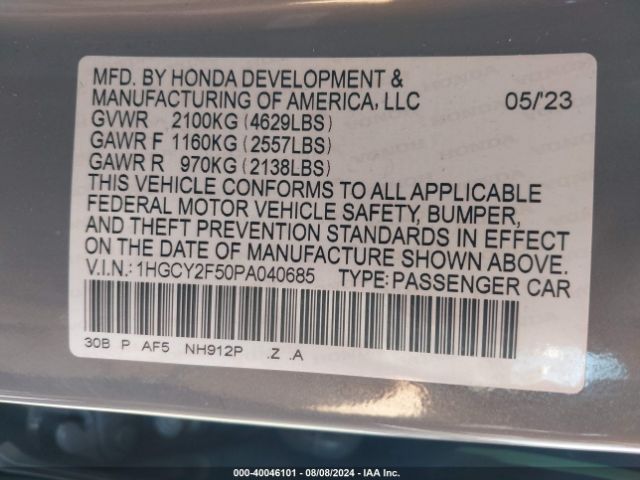 MFD. BY HONDA DEVELOPMENT &
MANUFACTURING OF AMERICA, LLC 05/'23
GVWR 2100KG (4629LBS)
GAWR F 1160KG (2557LBS)
GAWR R 970KG (2138LBS)
THIS VEHICLE CONFORMS TO ALL APPLICABLE
FEDERAL MOTOR VEHICLE SAFETY, BUMPER,
AND THEFT PREVENTION STANDARDS IN EFFECT
ON THE DATE OF MANUFACTURE SHOWN ABOVE.
V.I.N.: 1HGCY2F50PA040685 TYPE: PASSENGER CAR
30B P AF5 NH912P .Z .A
000-40046101 - 08/08/2024 - IAA Inc.